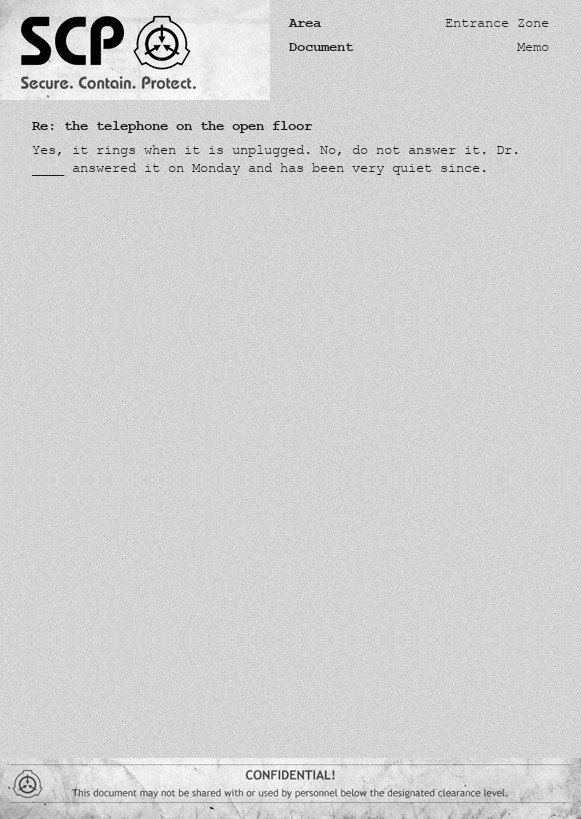 SCP
Secure. Contain. Protect.
Area Entrance Zone
Document Memo
Re: the telephone on the open floor
Yes, it rings when it is unplugged. No, do not answer it. Dr.
____ answered it on Monday and has been very quiet since.
CONFIDENTIAL!
This document may not be shared with or used by personnel below the designated clearance level.